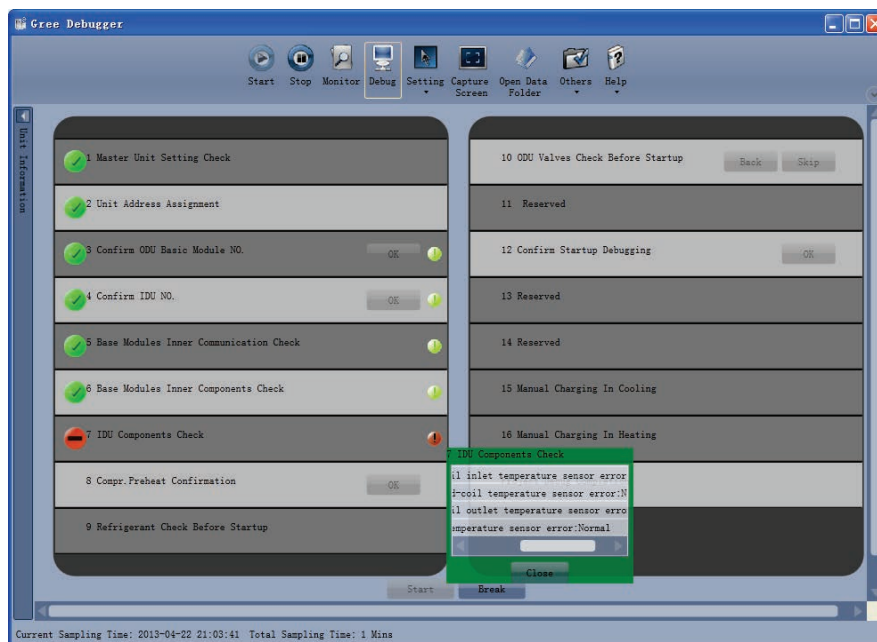 Gree Debugger
Start Stop Monitor Debug Setting Capture Screen Open Data Folder Others Help
Unit Information
1 Master Unit Setting Check
2 Unit Address Assignment
3 Confirm ODU Basic Module NO. OK
4 Confirm IDU NO. OK
5 Base Modules Inner Communication Check
6 Base Modules Inner Components Check
7 IDU Components Check
8 Compr.Preheat Confirmation OK
9 Refrigerant Check Before Startup
10 ODU Valves Check Before Startup Back Skip
11 Reserved
12 Confirm Startup Debugging OK
13 Reserved
14 Reserved
15 Manual Charging In Cooling
16 Manual Charging In Heating
7 IDU Components Check
il inlet temperature sensor error
d-coil temperature sensor error:N
il outlet temperature sensor erro
emperature sensor error:Normal
Close
Start Break
Current Sampling Time: 2013-04-22 21:03:41 Total Sampling Time: 1 Mins